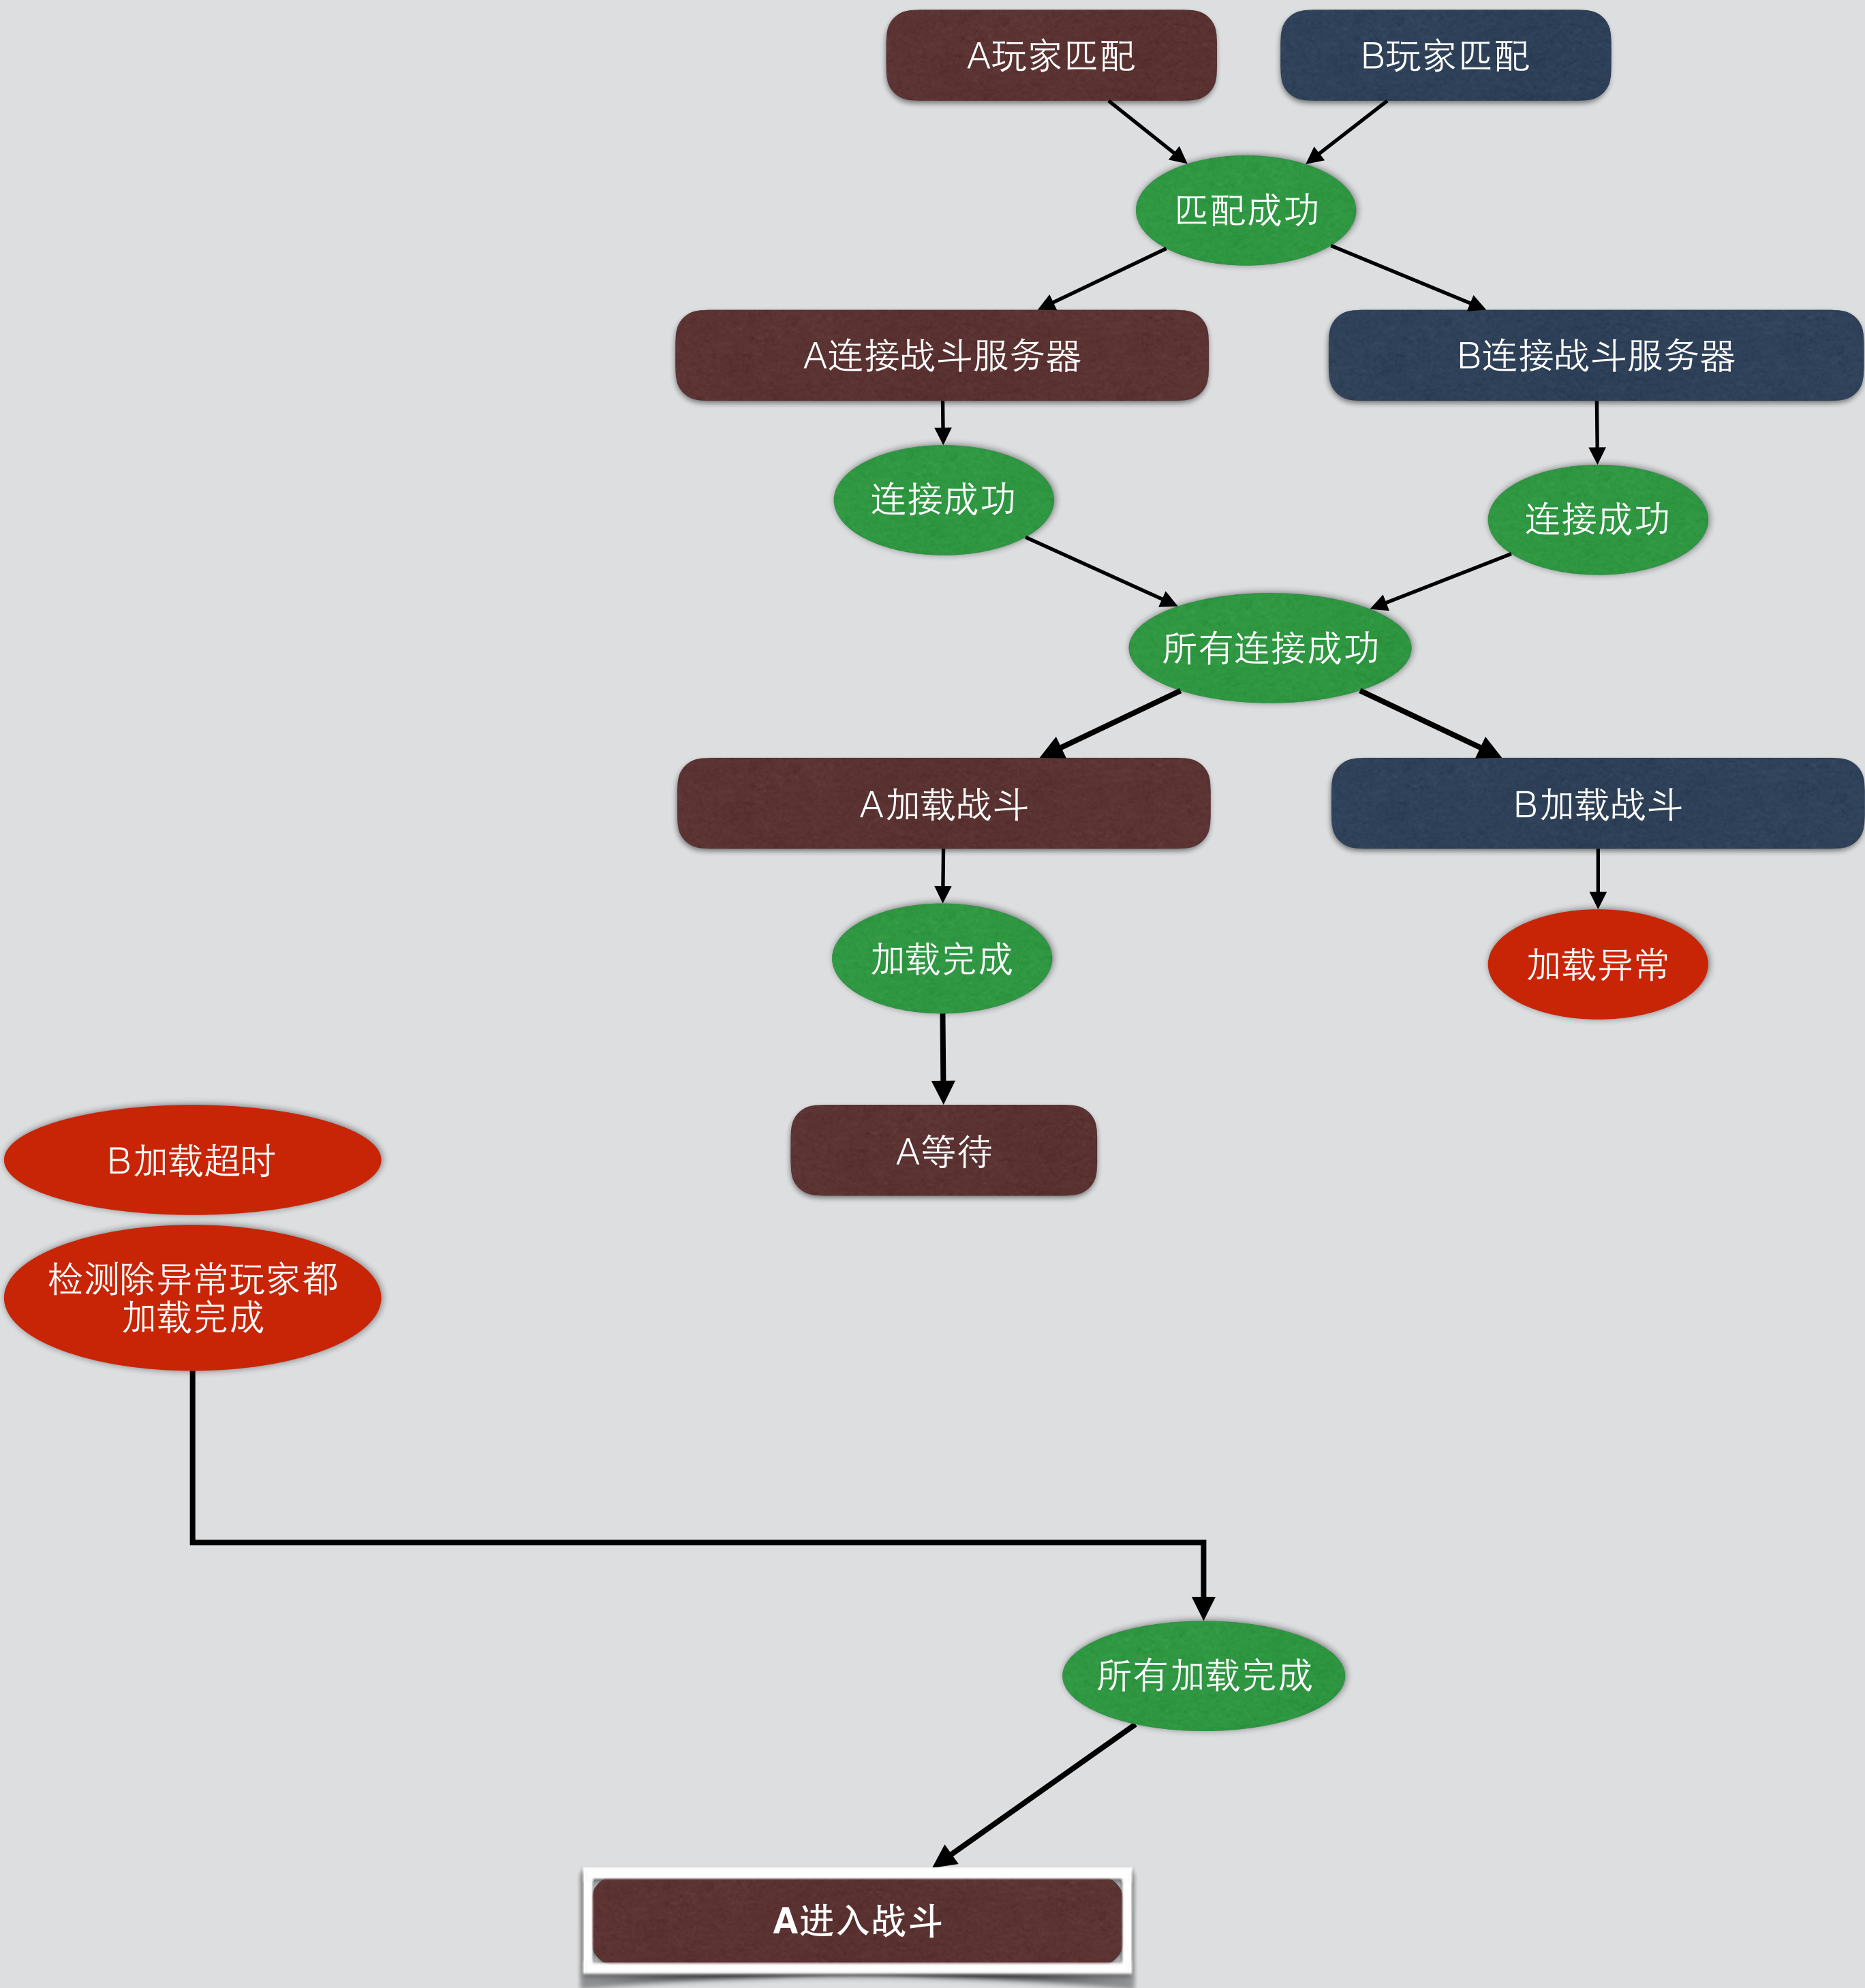 A玩家匹配
B玩家匹配
匹配成功
A连接战斗服务器
B连接战斗服务器
连接成功
连接成功
所有连接成功
A加载战斗
B加载战斗
加载完成
加载异常
A等待
B加载超时
检测除异常玩家都
加载完成
所有加载完成
A进入战斗